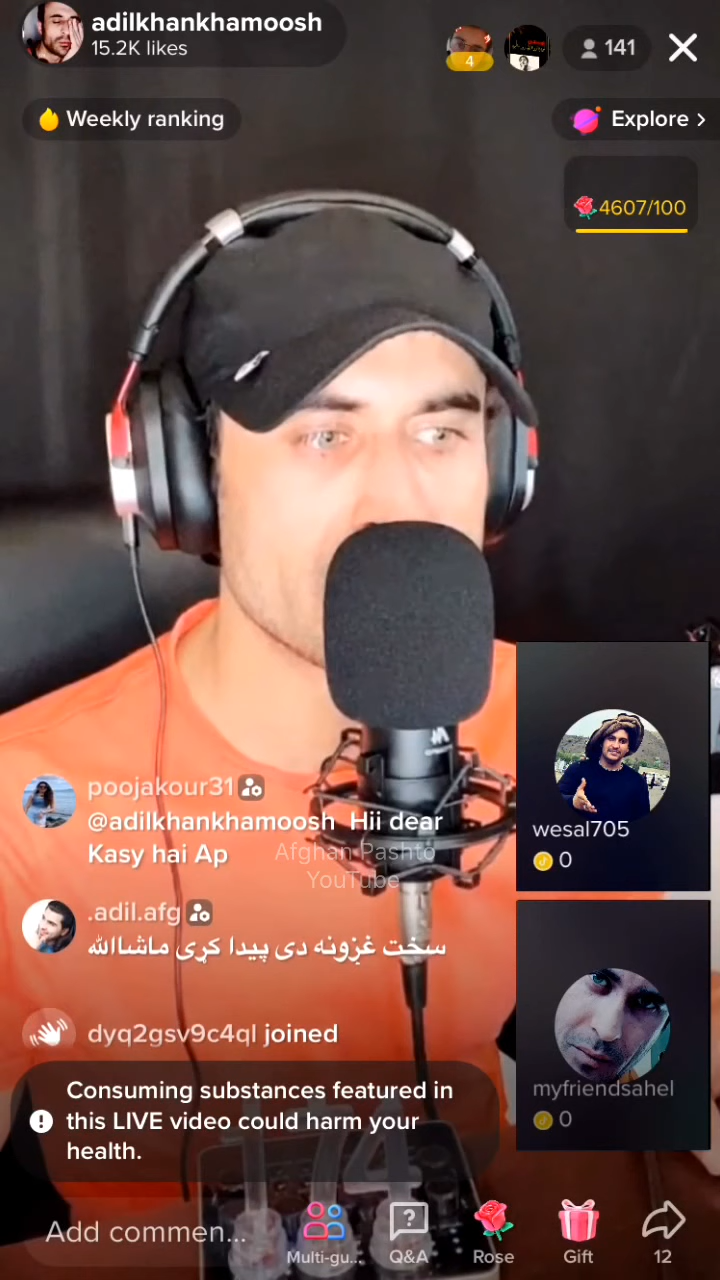 adilkhankhamoosh
15.2K likes
4
141
Weekly ranking
Explore
4607/100
poojakour31
@adilkhankhamoosh Hii dear
Kasy hai Ap
Afghan Pashto
YouTube
wesal705
0
.adil.afg
سخت غږونه دی پیدا کړی ماشاالله
dyq2gsv9c4ql joined
myfriendsahel
0
Consuming substances featured in
this LIVE video could harm your
health.
Add commen...
Multi-gu...
Q&A
Rose
Gift
12